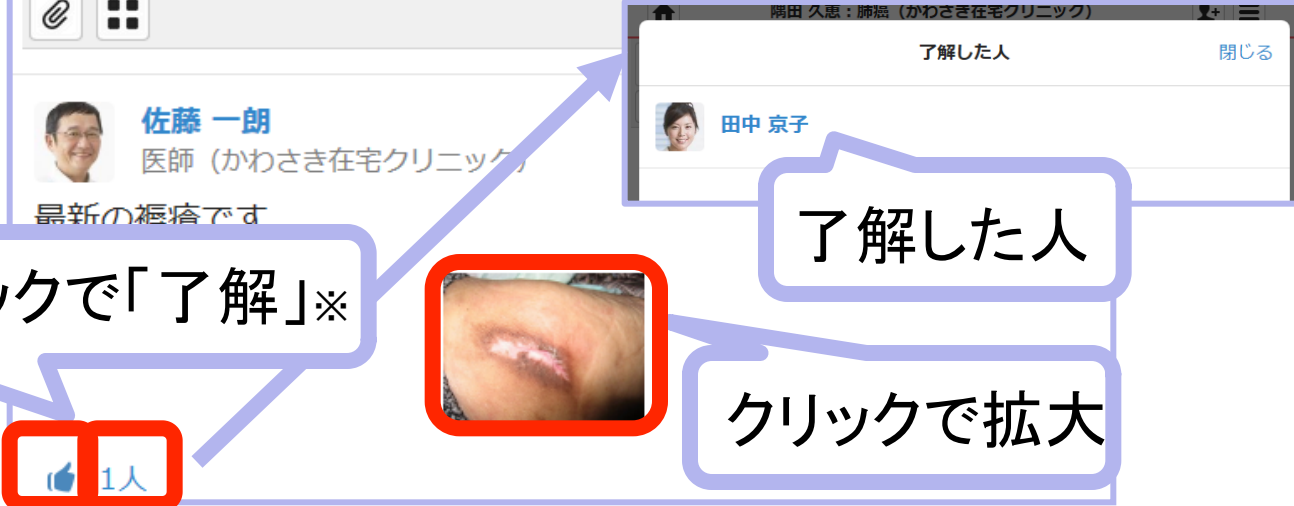 隅田 久恵：肺癌（かわさき在宅クリニック）
了解した人
閉じる
田中 京子
佐藤 一朗
医師（かわさき在宅クリニック）
最新の褥瘡です
了解した人
ックで「了解」※
クリックで拡大
1人